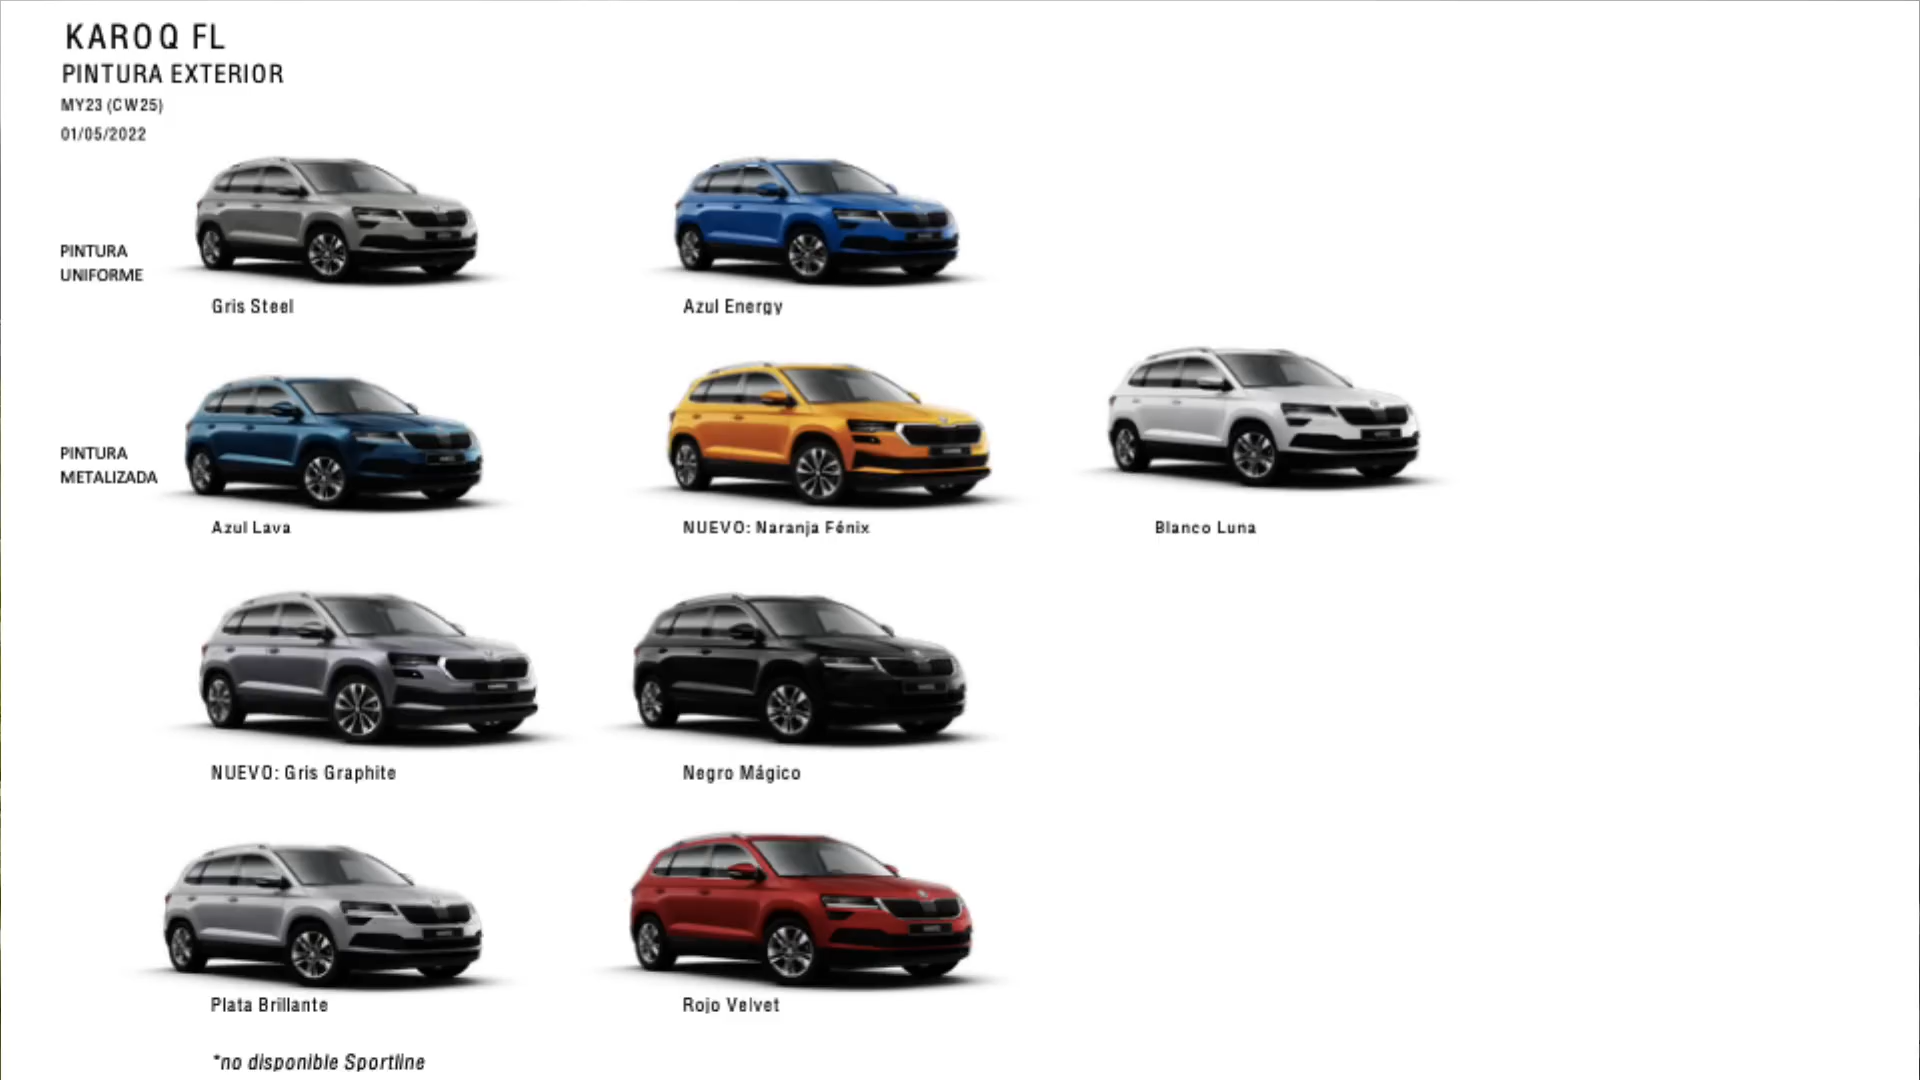 KAROQ FL
PINTURA EXTERIOR
MY23 (CW25)
01/05/2022
PINTURA
UNIFORME
Gris Steel
Azul Energy
PINTURA
METALIZADA
Azul Lava
NUEVO: Naranja Fénix
Blanco Luna
NUEVO: Gris Graphite
Negro Mágico
Plata Brillante
Rojo Velvet
*no disponible Sportline